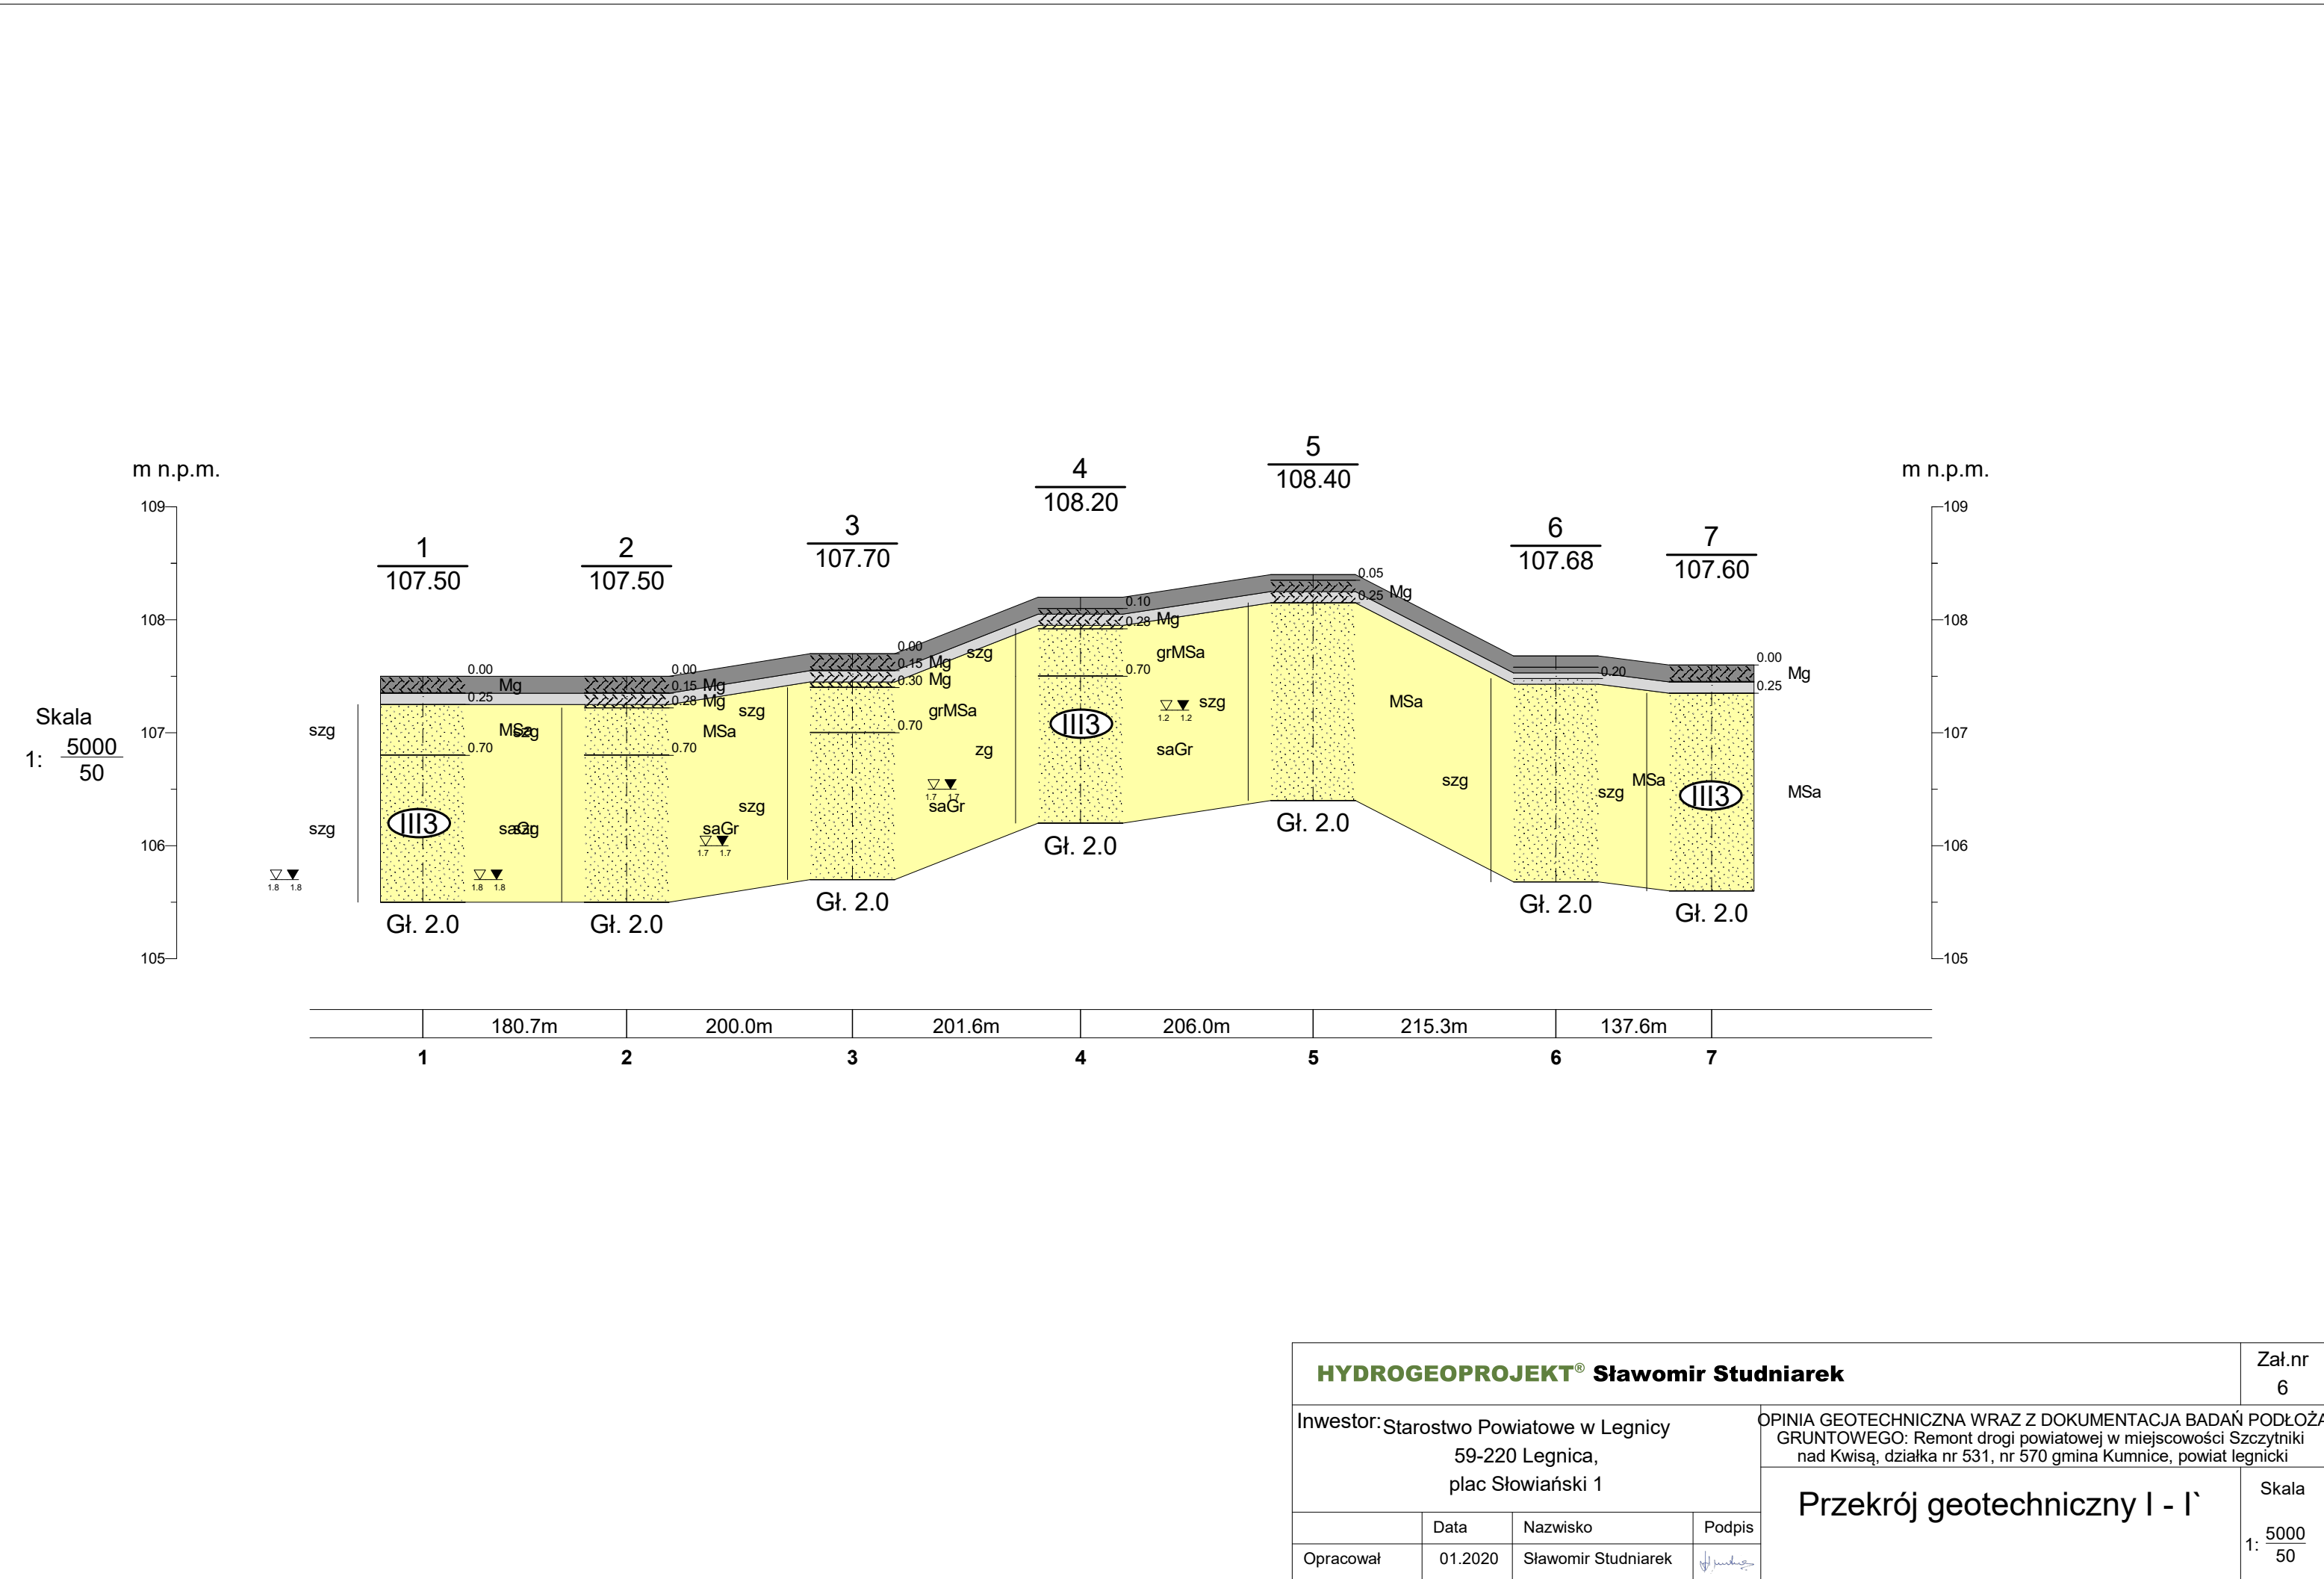 5
108.40
4
108.20
m n.p.m.
m n.p.m.
109
109
3
107.70
6
107.68
7
107.60
1
107.50
2
107.50
108
108
107
107
106
106
105
105
Skala
1: 5000
50
0.00
Mg
0.25
szg
MSa
szg
0.70
szg
III3
saGr
szg
1.8 1.8
1.8 1.8
Gł. 2.0
0.00
0.15 Mg
0.28 Mg
szg
MSa
0.70
szg
saGr
1.7 1.7
Gł. 2.0
0.00
0.15 Mg
0.30 Mg
szg
grMSa
0.70
zg
1.7 1.7
saGr
Gł. 2.0
0.10
0.28 Mg
grMSa
0.70
III3
szg
1.2 1.2
saGr
Gł. 2.0
0.05
0.25 Mg
MSa
szg
Gł. 2.0
0.20
MSa
szg
Gł. 2.0
0.00
Mg
0.25
III3
MSa
Gł. 2.0
180.7m 200.0m 201.6m 206.0m 215.3m 137.6m
1 2 3 4 5 6 7
HYDROGEOPROJEKT® Sławomir Studniarek
Zał.nr
6
Inwestor: Starostwo Powiatowe w Legnicy
59-220 Legnica,
plac Słowiański 1
OPINIA GEOTECHNICZNA WRAZ Z DOKUMENTACJA BADAŃ PODŁOŻA
GRUNTOWEGO: Remont drogi powiatowej w miejscowości Szczytniki
nad Kwisą, działka nr 531, nr 570 gmina Kumnice, powiat legnicki
Przekrój geotechniczny I - I`
Skala
1: 5000
50
Data Nazwisko Podpis
Opracował 01.2020 Sławomir Studniarek